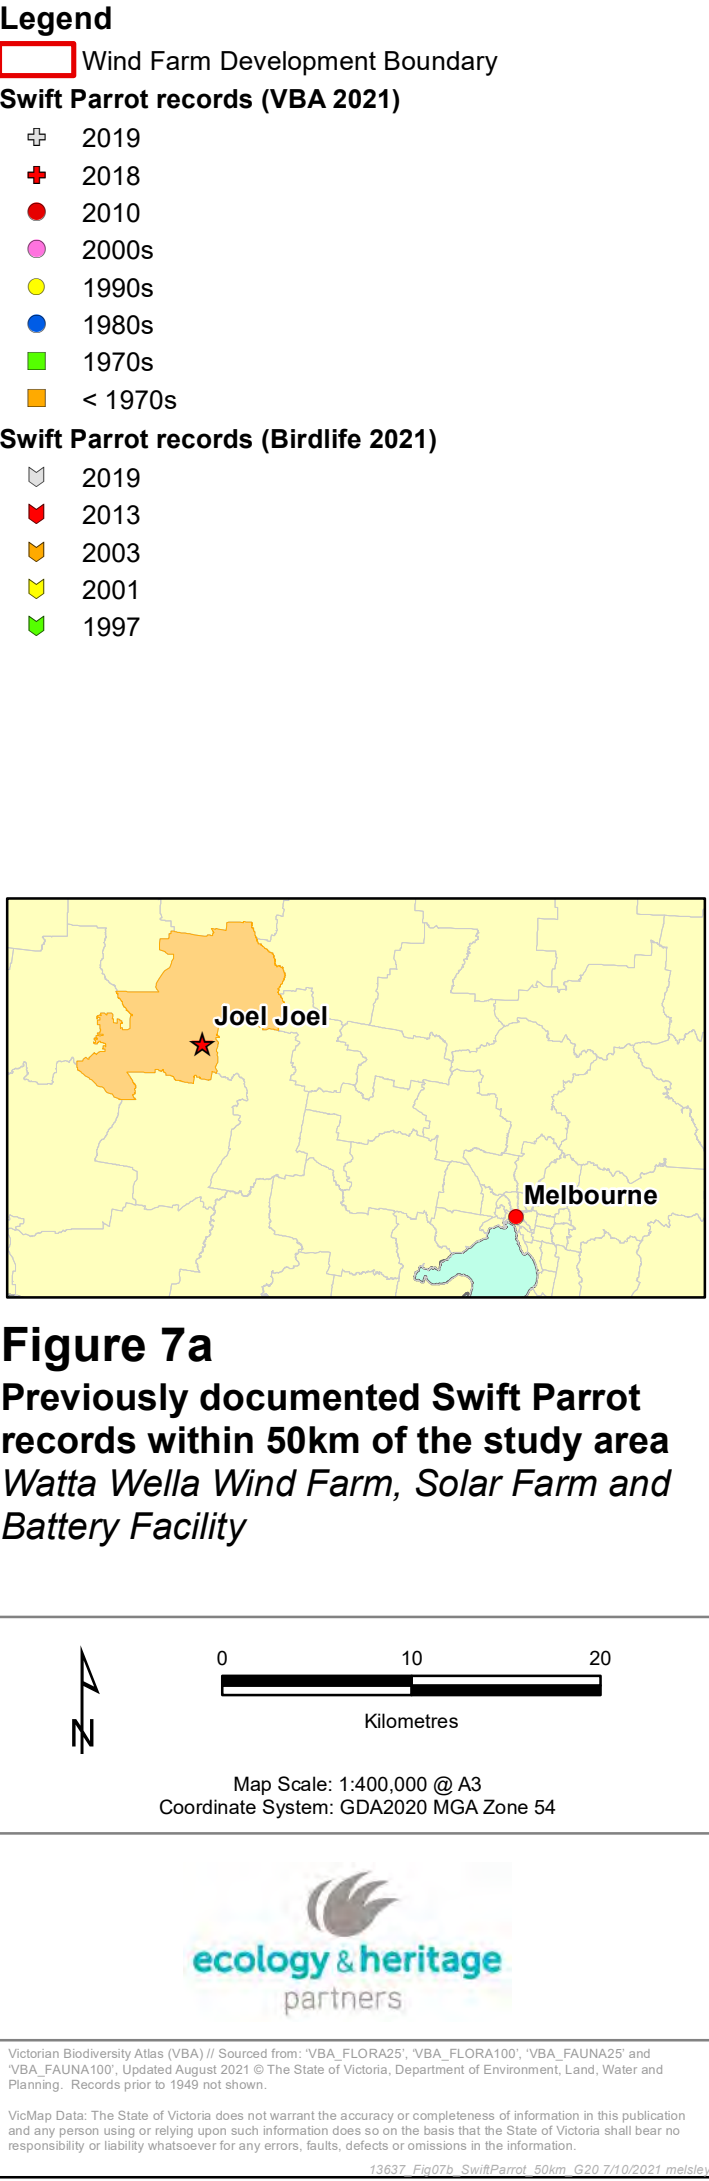 Legend
Wind Farm Development Boundary
Swift Parrot records (VBA 2021)
2019
2018
2010
2000s
1990s
1980s
1970s
< 1970s
Swift Parrot records (Birdlife 2021)
2019
2013
2003
2001
1997
Joel Joel
Melbourne
Figure 7a
Previously documented Swift Parrot
records within 50km of the study area
Watta Wella Wind Farm, Solar Farm and
Battery Facility
N
0 10 20
Kilometres
Map Scale: 1:400,000 @ A3
Coordinate System: GDA2020 MGA Zone 54
ecology & heritage
partners
Victorian Biodiversity Atlas (VBA) // Sourced from: 'VBA_FLORA25', 'VBA_FLORA100', 'VBA_FAUNA25' and
'VBA_FAUNA100', Updated August 2021 © The State of Victoria, Department of Environment, Land, Water and
Planning. Records prior to 1949 not shown.
VicMap Data: The State of Victoria does not warrant the accuracy or completeness of information in this publication
and any person using or relying upon such information does so on the basis that the State of Victoria shall bear no
responsibility or liability whatsoever for any errors, faults, defects or omissions in the information.
13637_Fig07b_SwiftParrot_50km_G20 7/10/2021 melsley